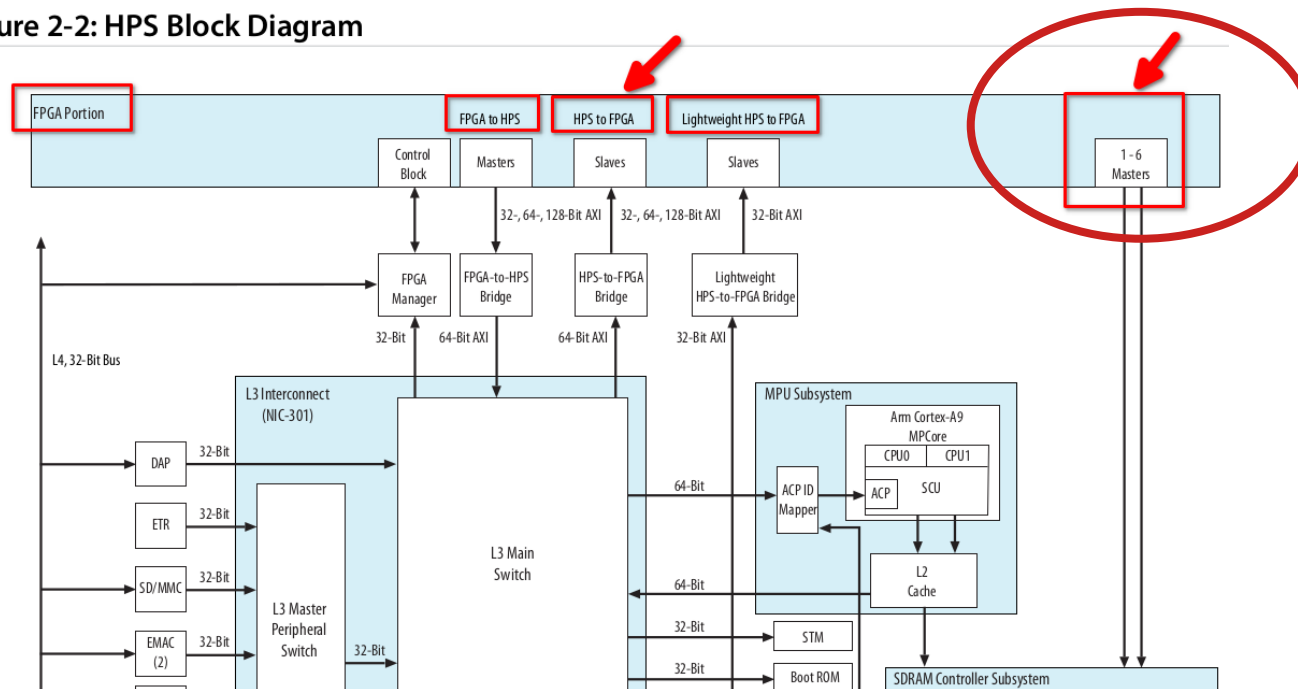 ure 2-2: HPS Block Diagram
FPGA Portion
FPGA to HPS
HPS to FPGA
Lightweight HPS to FPGA
Control
Block
Masters
Slaves
Slaves
1 - 6
Masters
32-, 64-, 128-Bit AXI
32-, 64-, 128-Bit AXI
32-Bit AXI
FPGA
Manager
FPGA-to-HPS
Bridge
HPS-to-FPGA
Bridge
Lightweight
HPS-to-FPGA Bridge
32-Bit
64-Bit AXI
64-Bit AXI
32-Bit AXI
L4, 32-Bit Bus
L3 Interconnect
(NIC-301)
MPU Subsystem
Arm Cortex-A9
MPCore
CPU0
CPU1
DAP
32-Bit
64-Bit
ACP ID
Mapper
ACP
SCU
ETR
32-Bit
L3 Main
Switch
SD/MMC
32-Bit
64-Bit
L2
Cache
L3 Master
Peripheral
Switch
EMAC
(2)
32-Bit
32-Bit
32-Bit
STM
32-Bit
Boot ROM
SDRAM Controller Subsystem